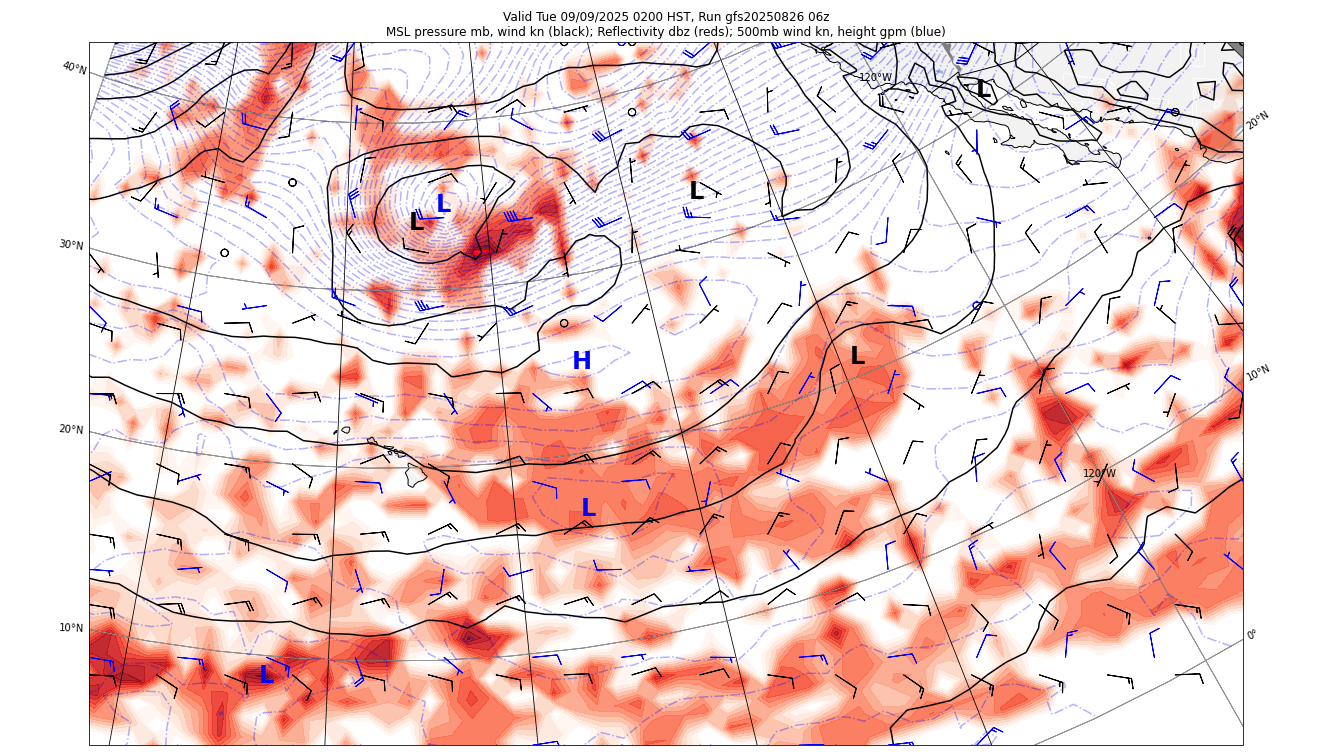 Valid Tue 09/09/2025 0200 HST, Run gfs20250826 06z
MSL pressure mb, wind kn (black); Reflectivity dbz (reds); 500mb wind kn, height gpm (blue)
40°N
120°W
L
20°N
L
L
L
30°N
H
L
10°N
20°N
120°W
L
10°N
0°
L